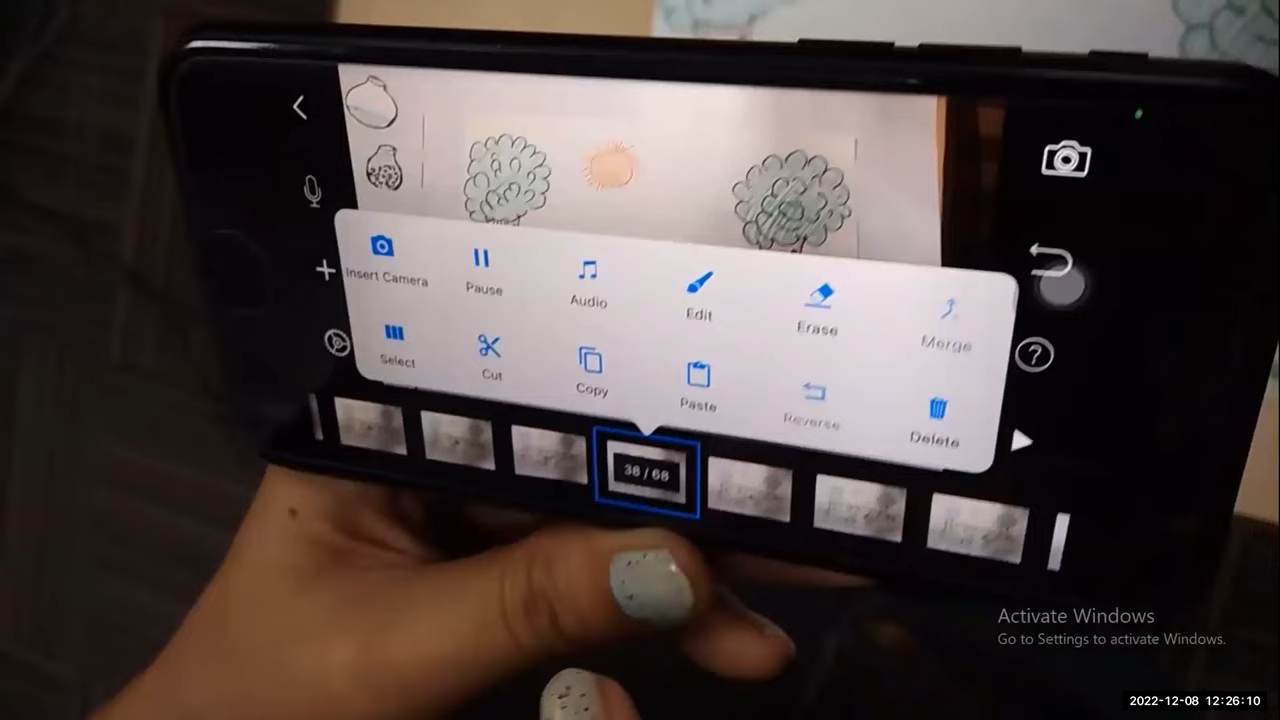 Insert Camera
Pause
Audio
Edit
Erase
Merge
Select
Cut
Copy
Paste
Reverse
Delete
38 / 68
Activate Windows
Go to Settings to activate Windows.
2022-12-08 12:26:10